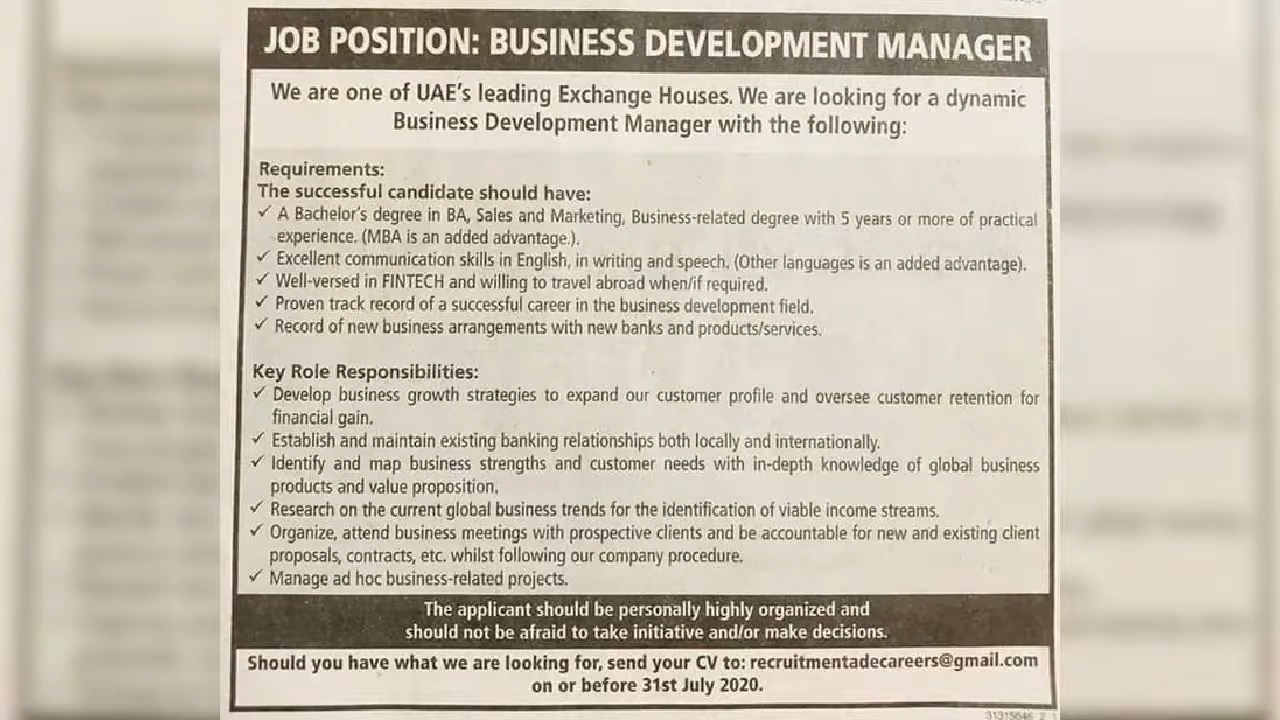 JOB POSITION: BUSINESS DEVELOPMENT MANAGER
We are one of UAE's leading Exchange Houses. We are looking for a dynamic
Business Development Manager with the following:
Requirements:
The successful candidate should have:
✓ A Bachelor's degree in BA, Sales and Marketing, Business-related degree with 5 years or more of practical
experience. (MBA is an added advantage.).
✓ Excellent communication skills in English, in writing and speech. (Other languages is an added advantage).
✓ Well-versed in FINTECH and willing to travel abroad when/if required.
✓ Proven track record of a successful career in the business development field.
✓ Record of new business arrangements with new banks and products/services.
Key Role Responsibilities:
✓ Develop business growth strategies to expand our customer profile and oversee customer retention for
financial gain.
✓ Establish and maintain existing banking relationships both locally and internationally.
✓ Identify and map business strengths and customer needs with in-depth knowledge of global business
products and value proposition.
✓ Research on the current global business trends for the identification of viable income streams.
✓ Organize, attend business meetings with prospective clients and be accountable for new and existing client
proposals, contracts, etc. whilst following our company procedure.
✓ Manage ad hoc business-related projects.
The applicant should be personally highly organized and
should not be afraid to take initiative and/or make decisions.
Should you have what we are looking for, send your CV to: recruitmentadecareers@gmail.com
on or before 31st July 2020.